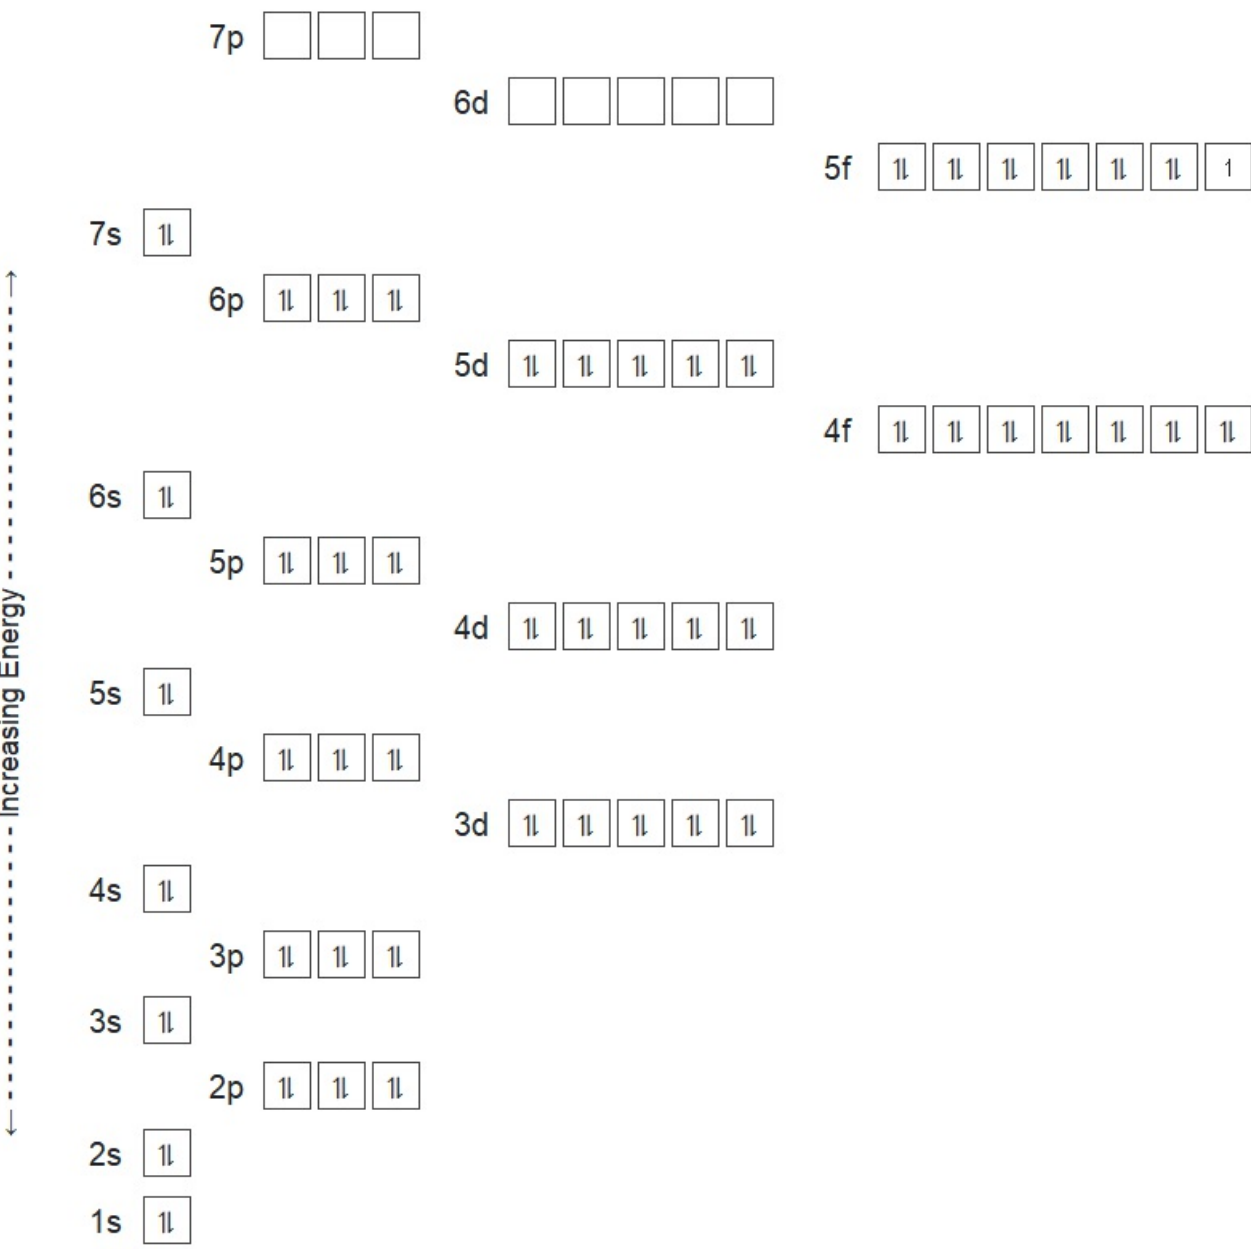 7p
6d
5f ⥮ ⥮ ⥮ ⥮ ⥮ ⥮ ↿
7s ⥮
6p ⥮ ⥮ ⥮
5d ⥮ ⥮ ⥮ ⥮ ⥮
4f ⥮ ⥮ ⥮ ⥮ ⥮ ⥮ ⥮
6s ⥮
5p ⥮ ⥮ ⥮
4d ⥮ ⥮ ⥮ ⥮ ⥮
5s ⥮
4p ⥮ ⥮ ⥮
3d ⥮ ⥮ ⥮ ⥮ ⥮
4s ⥮
3p ⥮ ⥮ ⥮
3s ⥮
2p ⥮ ⥮ ⥮
2s ⥮
1s ⥮
Increasing Energy